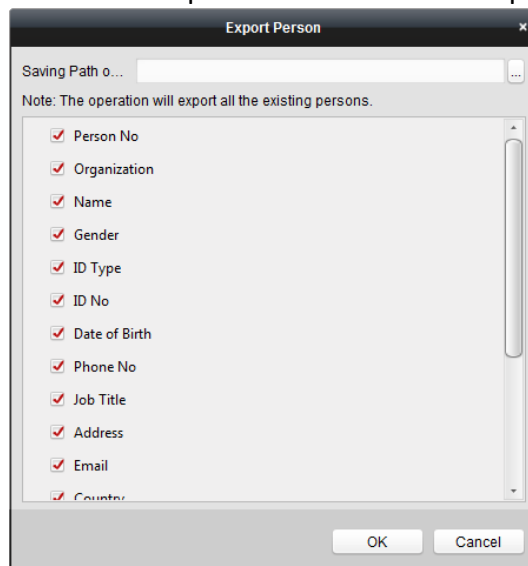 Export Person
×
Saving Path o...
...
Note: The operation will export all the existing persons.
Person No
Organization
Name
Gender
ID Type
ID No
Date of Birth
Phone No
Job Title
Address
Email
Country
OK Cancel